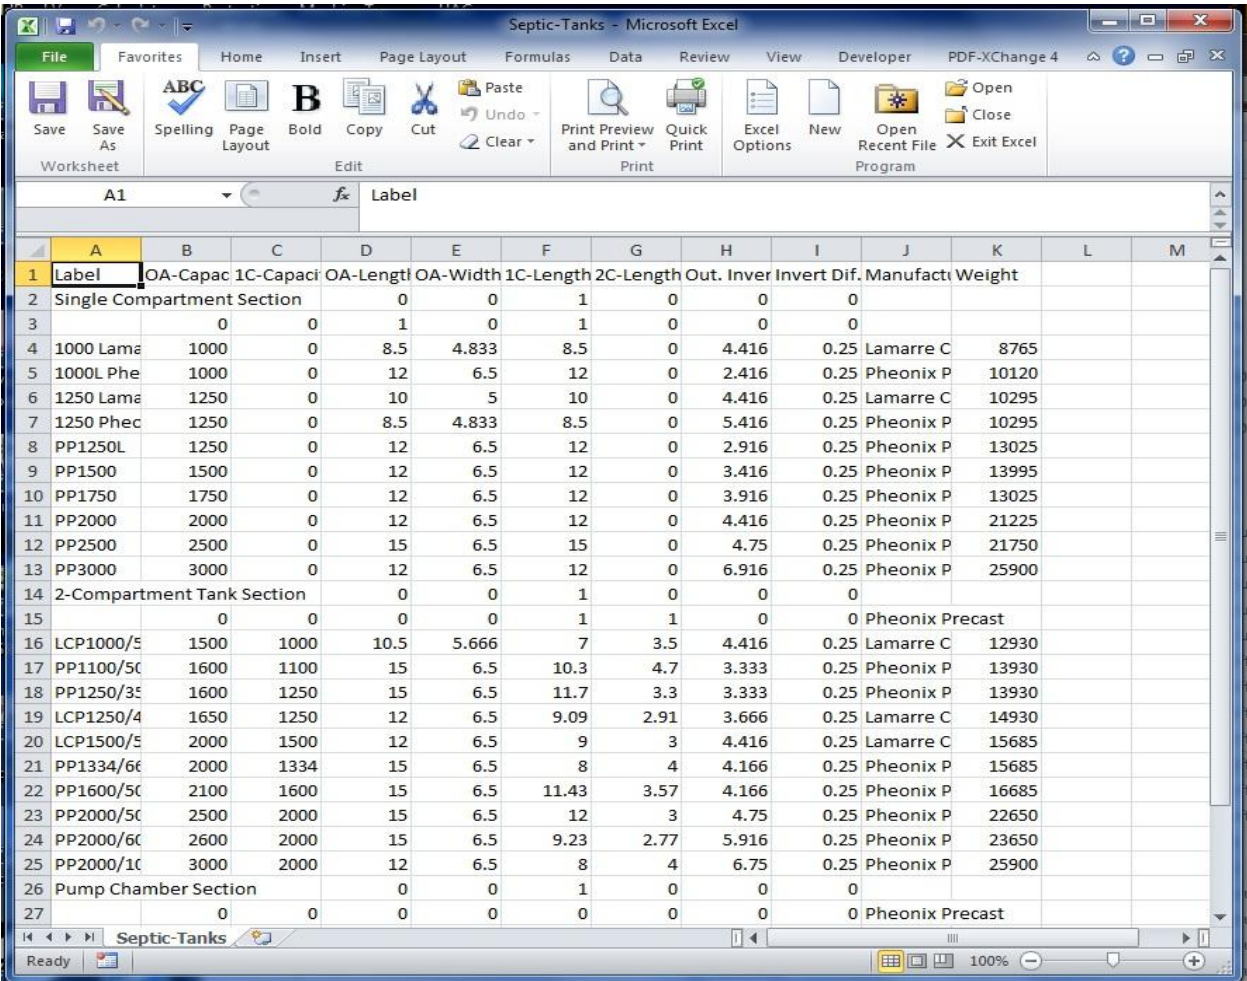 Septic-Tanks - Microsoft Excel
File Favorites Home Insert Page Layout Formulas Data Review View Developer PDF-XChange 4
Save Save As Spelling Page Layout Bold Copy Cut Paste Undo Clear Print Preview and Print Quick Print Excel Options New Open Recent File Open Close Exit Excel
Worksheet Edit Print Program
A1 fx Label
A B C D E F G H I J K L M
1 Label OA-Capac 1C-Capaci OA-Length OA-Width 1C-Length 2C-Length Out. Inver Invert Dif. Manufactu Weight
2 Single Compartment Section 0 0 1 0 0 0
3 0 0 1 0 1 0 0 0
4 1000 Lama 1000 0 8.5 4.833 8.5 0 4.416 0.25 Lamarre C 8765
5 1000L Phe 1000 0 12 6.5 12 0 2.416 0.25 Pheonix P 10120
6 1250 Lama 1250 0 10 5 10 0 4.416 0.25 Lamarre C 10295
7 1250 Pheo 1250 0 8.5 4.833 8.5 0 5.416 0.25 Pheonix P 10295
8 PP1250L 1250 0 12 6.5 12 0 2.916 0.25 Pheonix P 13025
9 PP1500 1500 0 12 6.5 12 0 3.416 0.25 Pheonix P 13995
10 PP1750 1750 0 12 6.5 12 0 3.916 0.25 Pheonix P 13025
11 PP2000 2000 0 12 6.5 12 0 4.416 0.25 Pheonix P 21225
12 PP2500 2500 0 15 6.5 15 0 4.75 0.25 Pheonix P 21750
13 PP3000 3000 0 12 6.5 12 0 6.916 0.25 Pheonix P 25900
14 2-Compartment Tank Section 0 0 1 0 0 0
15 0 0 0 0 1 1 0 0 Pheonix Precast
16 LCP1000/5 1500 1000 10.5 5.666 7 3.5 4.416 0.25 Lamarre C 12930
17 PP1100/50 1600 1100 15 6.5 10.3 4.7 3.333 0.25 Pheonix P 13930
18 PP1250/35 1600 1250 15 6.5 11.7 3.3 3.333 0.25 Pheonix P 13930
19 LCP1250/4 1650 1250 12 6.5 9.09 2.91 3.666 0.25 Lamarre C 14930
20 LCP1500/5 2000 1500 12 6.5 9 3 4.416 0.25 Lamarre C 15685
21 PP1334/66 2000 1334 15 6.5 8 4 4.166 0.25 Pheonix P 15685
22 PP1600/50 2100 1600 15 6.5 11.43 3.57 4.166 0.25 Pheonix P 16685
23 PP2000/50 2500 2000 15 6.5 12 3 4.75 0.25 Pheonix P 22650
24 PP2000/60 2600 2000 15 6.5 9.23 2.77 5.916 0.25 Pheonix P 23650
25 PP2000/10 3000 2000 12 6.5 8 4 6.75 0.25 Pheonix P 25900
26 Pump Chamber Section 0 0 1 0 0 0
27 0 0 0 0 0 0 0 0 Pheonix Precast
Septic-Tanks
Ready 100%